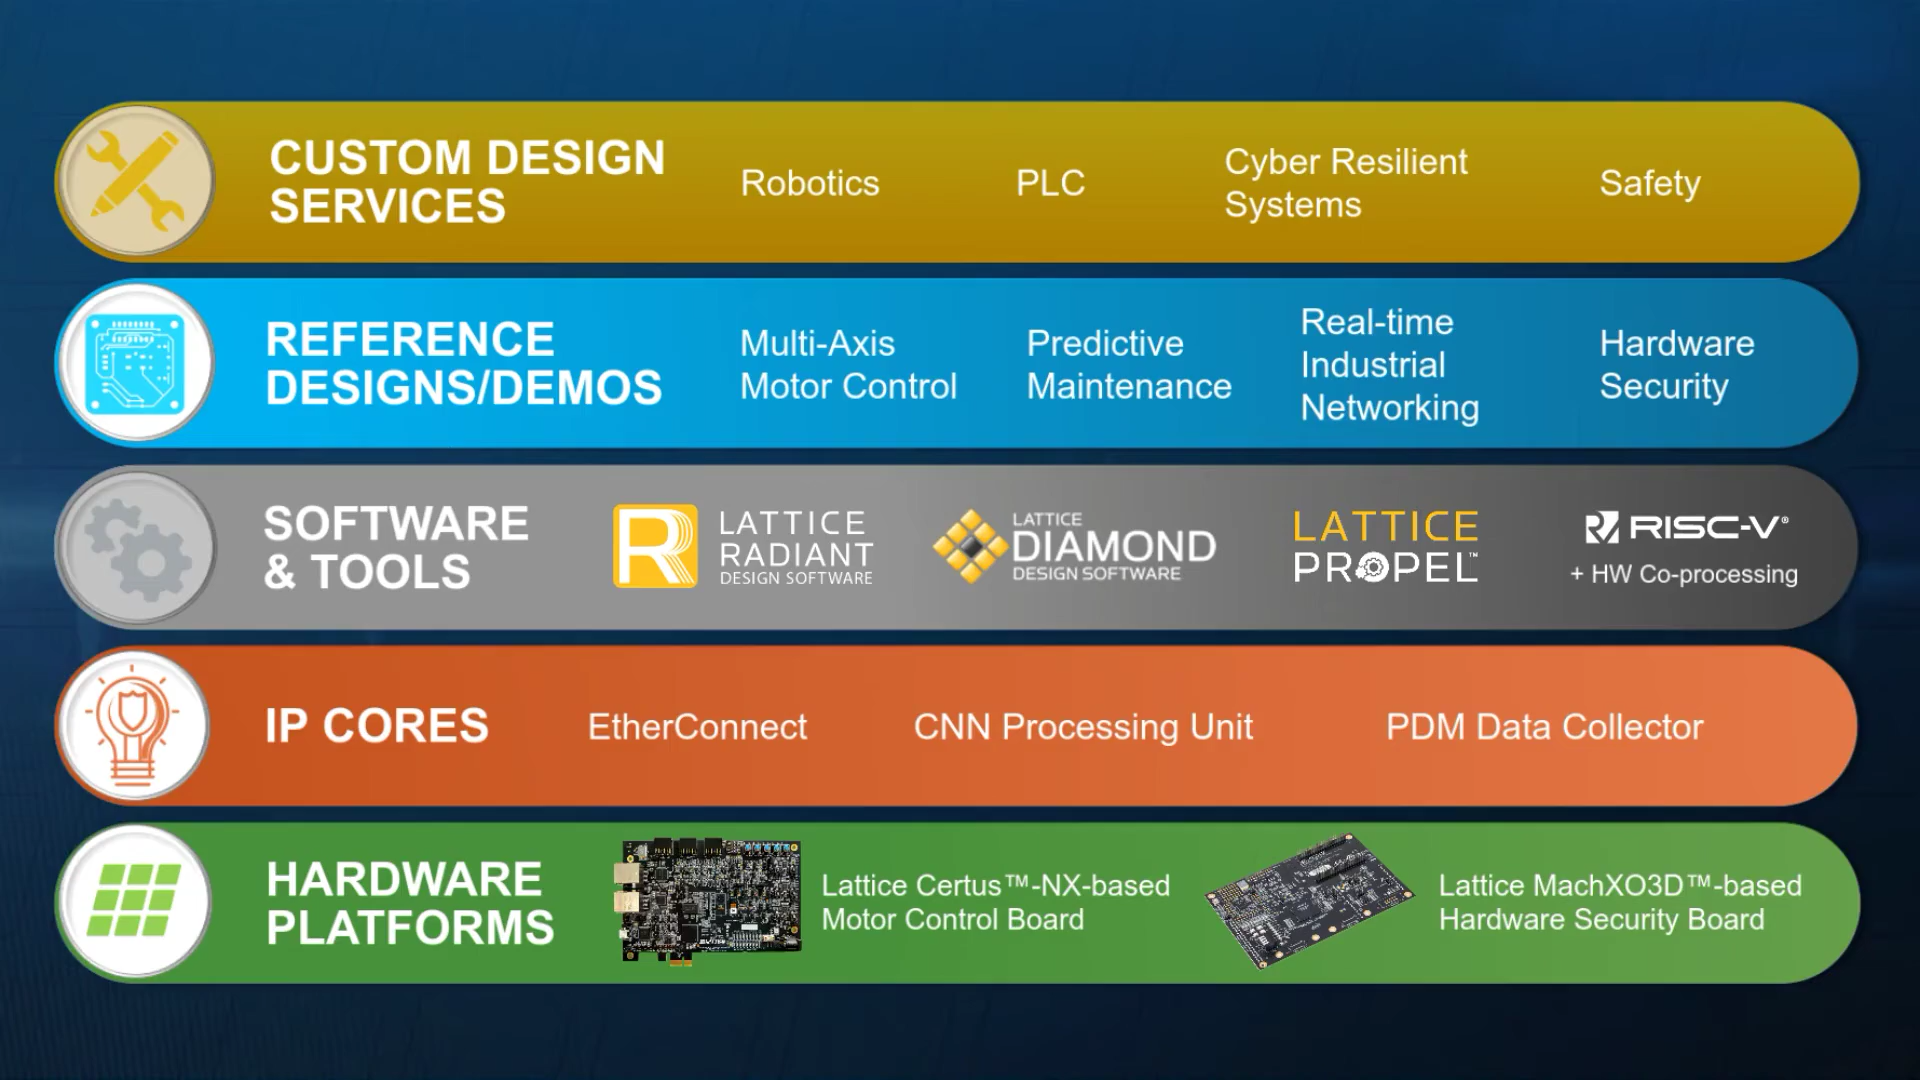 CUSTOM DESIGN
SERVICES
Robotics
PLC
Cyber Resilient
Systems
Safety
REFERENCE
DESIGNS/DEMOS
Multi-Axis
Motor Control
Predictive
Maintenance
Real-time
Industrial
Networking
Hardware
Security
SOFTWARE
& TOOLS
R
LATTICE
RADIANT
DESIGN SOFTWARE
LATTICE
DIAMOND
DESIGN SOFTWARE
LATTICE
PROPEL™
RISC-V®
+ HW Co-processing
IP CORES
EtherConnect
CNN Processing Unit
PDM Data Collector
HARDWARE
PLATFORMS
Lattice Certus™-NX-based
Motor Control Board
Lattice MachXO3D™-based
Hardware Security Board